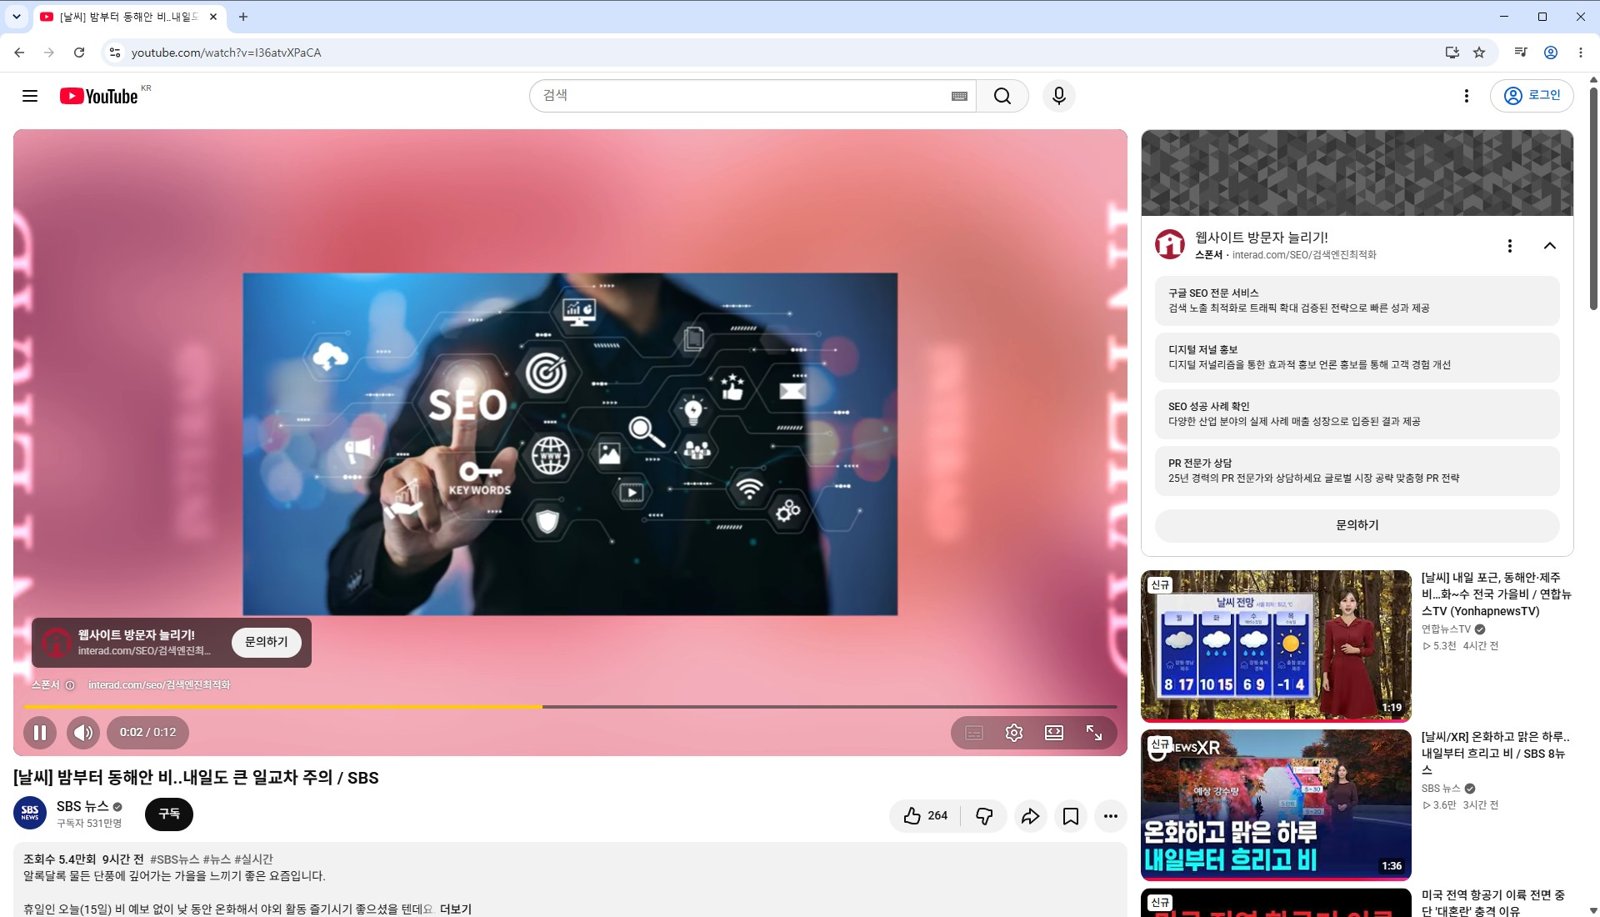 [날씨] 밤부터 동해안 비..내일도
youtube.com/watch?v=I36atvXPaCA
YouTube KR
검색
로그인
SEO
WWW
KEY WORDS
웹사이트 방문자 늘리기!
interad.com/SEO/검색엔진최...
문의하기
스폰서
interad.com/seo/검색엔진최적화
0:02 / 0:12
[날씨] 밤부터 동해안 비..내일도 큰 일교차 주의 / SBS
SBS NEWS
SBS 뉴스
구독자 531만명
구독
264
조회수 5.4만회 9시간 전 #SBS뉴스 #뉴스 #실시간
알록달록 물든 단풍에 깊어가는 가을을 느끼기 좋은 요즘입니다.
휴일인 오늘(15일) 비 예보 없이 낮 동안 온화해서 야외 활동 즐기시기 좋으셨을 텐데요. 더보기
웹사이트 방문자 늘리기!
스폰서 · interad.com/SEO/검색엔진최적화
구글 SEO 전문 서비스
검색 노출 최적화로 트래픽 확대 검증된 전략으로 빠른 성과 제공
디지털 저널 홍보
디지털 저널리즘을 통한 효과적 홍보 언론 홍보를 통해 고객 경험 개선
SEO 성공 사례 확인
다양한 산업 분야의 실제 사례 매출 성장으로 입증된 결과 제공
PR 전문가 상담
25년 경력의 PR 전문가와 상담하세요 글로벌 시장 공략 맞춤형 PR 전략
문의하기
신규
날씨 전망
월 화 수 목
8 17 10 15 6 9 -1 4
1:19
[날씨] 내일 포근, 동해안·제주
비…화~수 전국 가을비 / 연합뉴
스TV (YonhapnewsTV)
연합뉴스TV
5.3천 4시간 전
신규
NEWSXR
예상 강수량
온화하고 맑은 하루
내일부터 흐리고 비
1:36
[날씨/XR] 온화하고 맑은 하루..
내일부터 흐리고 비 / SBS 8뉴
스
SBS 뉴스
3.6만 3시간 전
신규
미국 전역 항공기 이륙 전면 중
단 '대혼란' 충격 이유